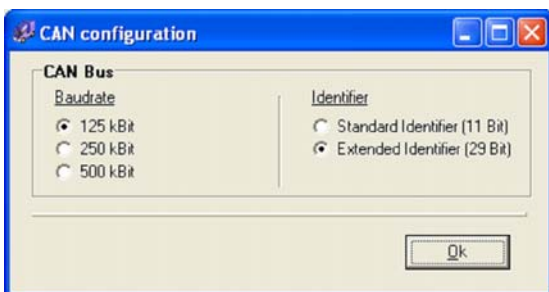 CAN configuration
CAN Bus
Baudrate
125 kBit
250 kBit
500 kBit
Identifier
Standard Identifier (11 Bit)
Extended Identifier (29 Bit)
Ok